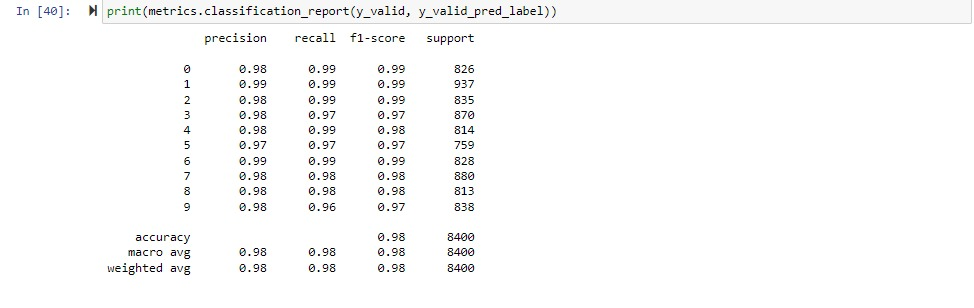 In [40]: print(metrics.classification_report(y_valid, y_valid_pred_label))
precision recall f1-score support
0 0.98 0.99 0.99 826
1 0.99 0.99 0.99 937
2 0.98 0.99 0.99 835
3 0.98 0.97 0.97 870
4 0.98 0.99 0.98 814
5 0.97 0.97 0.97 759
6 0.99 0.99 0.99 828
7 0.98 0.98 0.98 880
8 0.98 0.98 0.98 813
9 0.98 0.96 0.97 838
accuracy 0.98 8400
macro avg 0.98 0.98 0.98 8400
weighted avg 0.98 0.98 0.98 8400